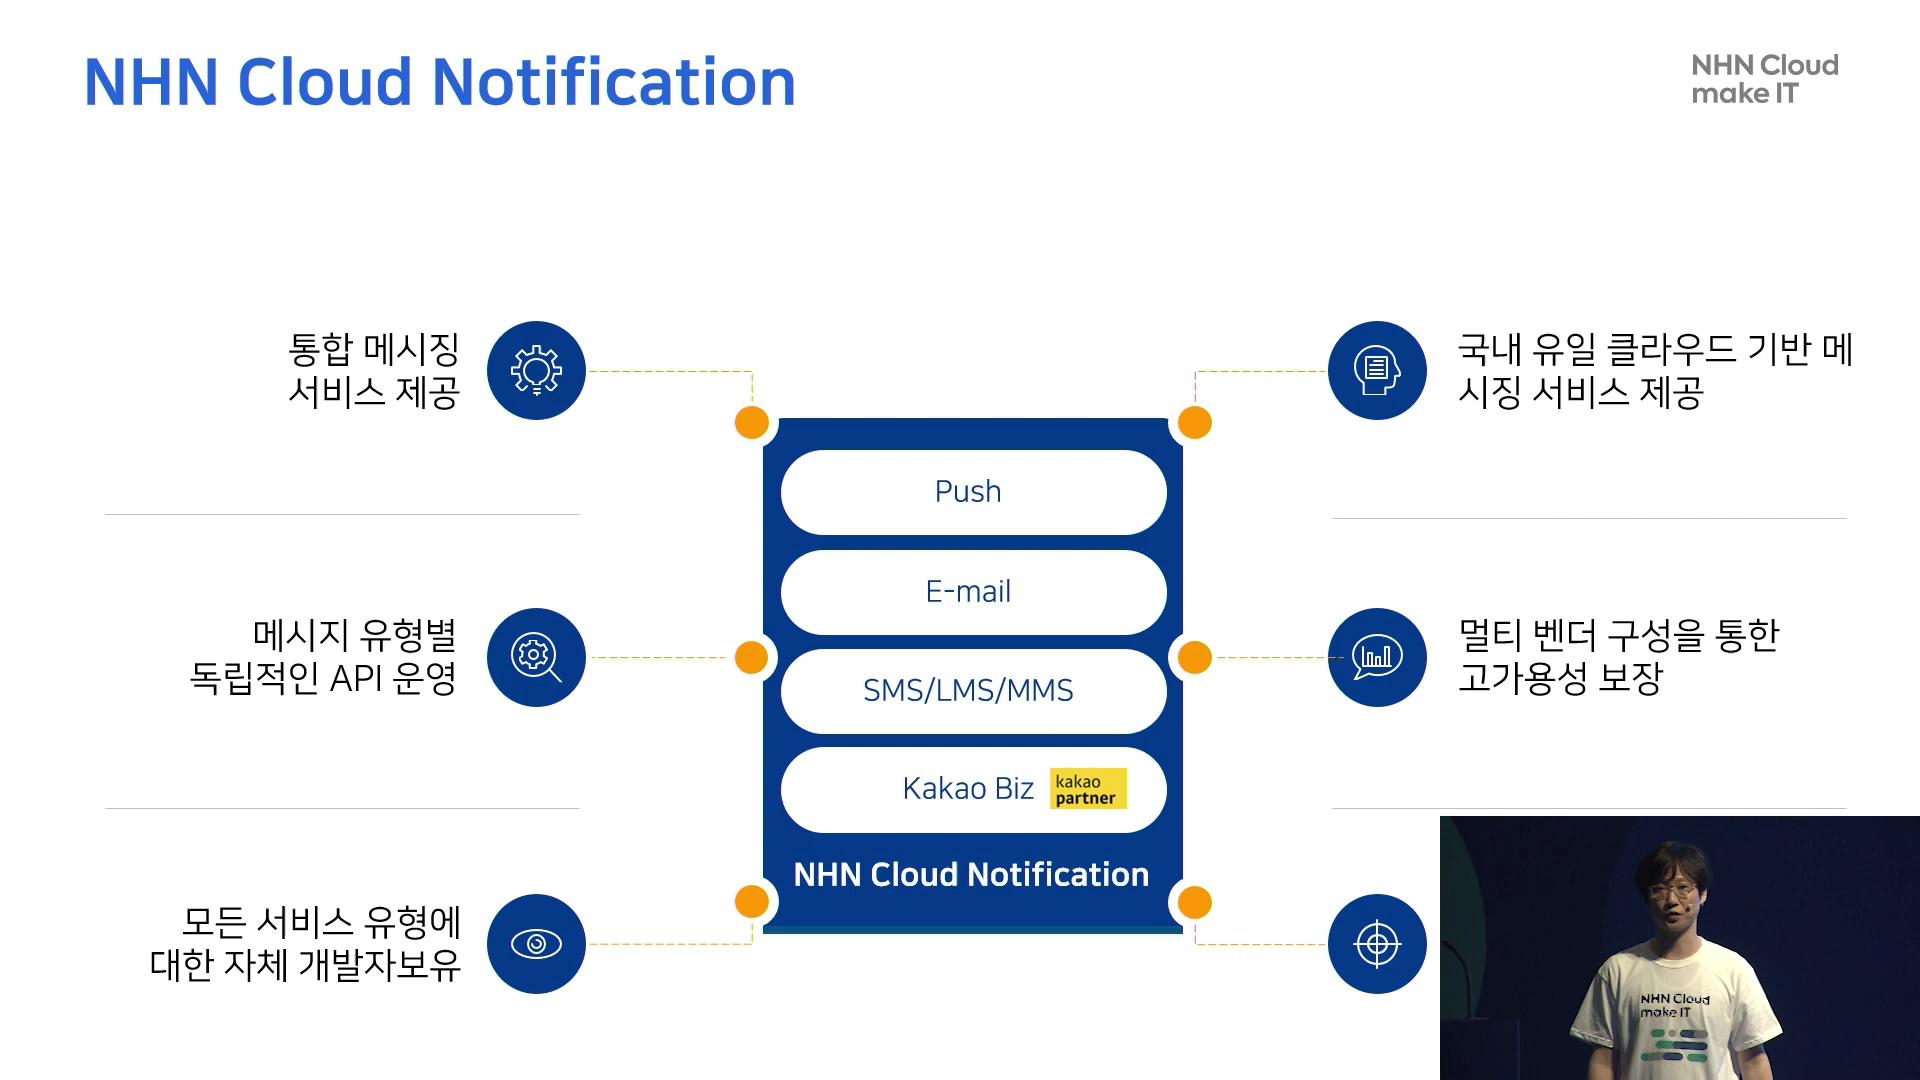 NHN Cloud Notification
NHN Cloud
make IT
통합 메시징
서비스 제공
국내 유일 클라우드 기반 메
시징 서비스 제공
Push
E-mail
메시지 유형별
독립적인 API 운영
멀티 벤더 구성을 통한
고가용성 보장
SMS/LMS/MMS
Kakao Biz
kakao
partner
NHN Cloud Notification
모든 서비스 유형에
대한 자체 개발자보유
NHN Cloud
make IT